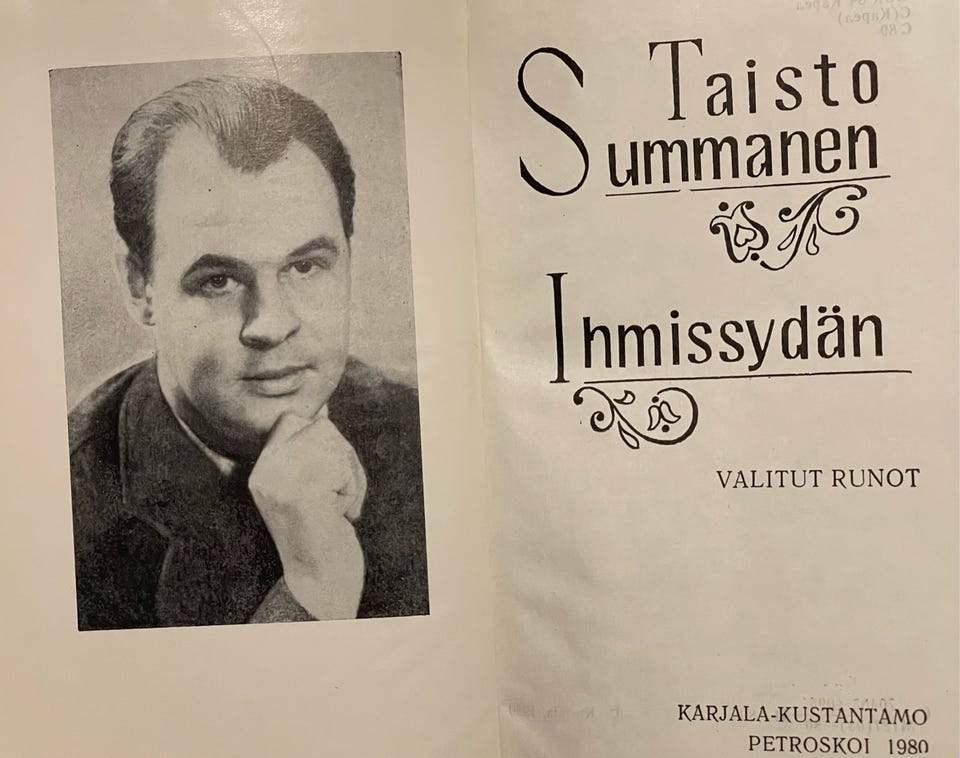 Taisto
Summanen
Ihmissydän
VALITUT RUNOT
KARJALA-KUSTANTAMO
PETROSKOI 1980